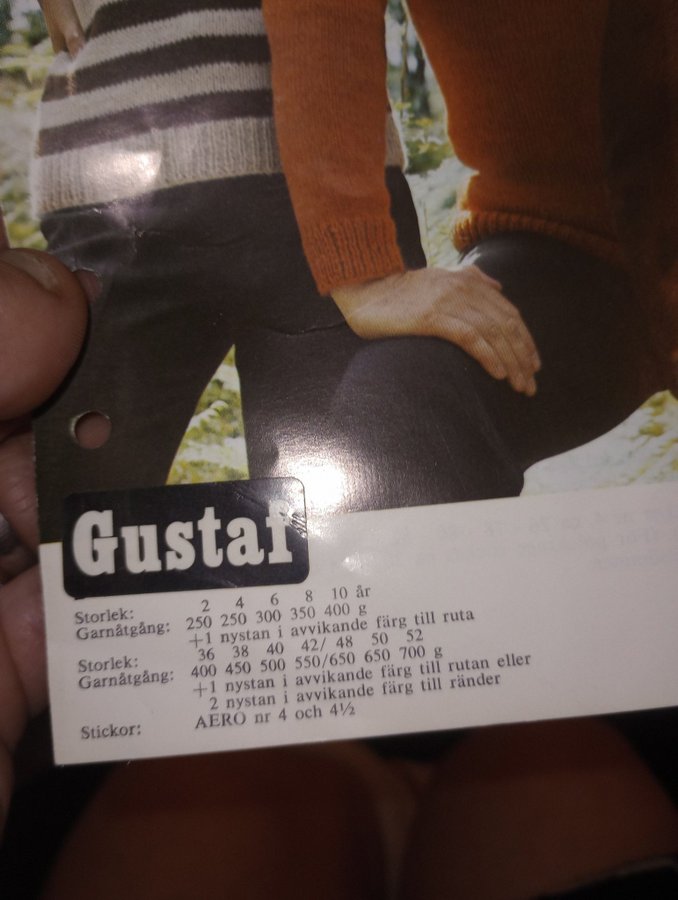 Gustaf
Storlek: 2 4 6 8 10 år
Garnåtgång: 250 250 300 350 400 g
+1 nystan i avvikande färg till ruta
Storlek: 36 38 40 42/ 48 50 52
Garnåtgång: 400 450 500 550/650 650 700 g
+1 nystan i avvikande färg till rutan eller
2 nystan i avvikande färg till ränder
Stickor: AERO nr 4 och 4½